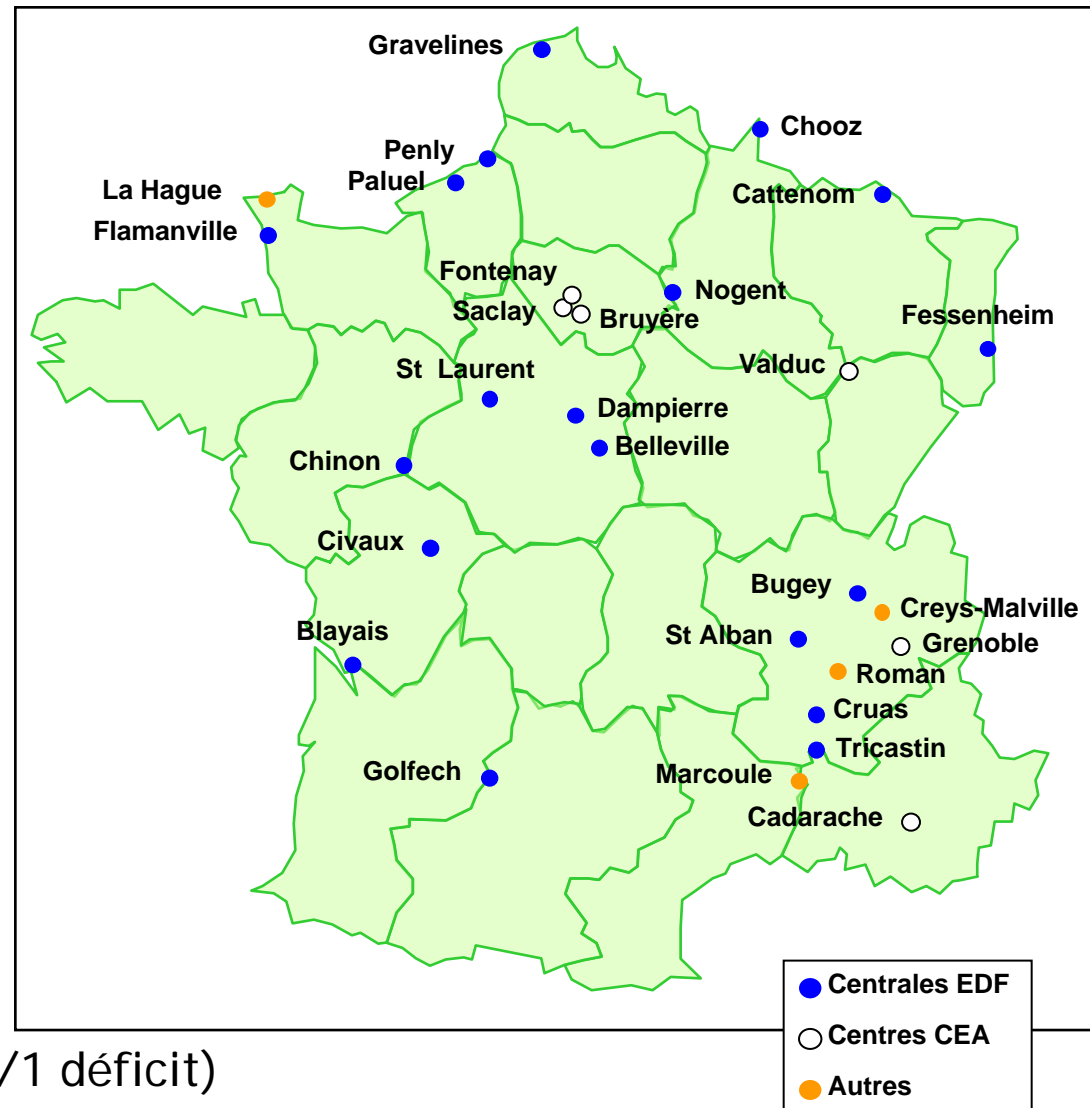 Gravelines
Chooz
Penly
Paluel
La Hague
Cattenom
Flamanville
Fontenay
Nogent
Saclay
Bruyère
Fessenheim
St Laurent
Valduc
Dampierre
Belleville
Chinon
Civaux
Bugey
Creys-Malville
Blayais
St Alban
Grenoble
Roman
Cruas
Tricastin
Golfech
Marcoule
Cadarache
Centrales EDF
Centres CEA
Autres
/1 déficit)